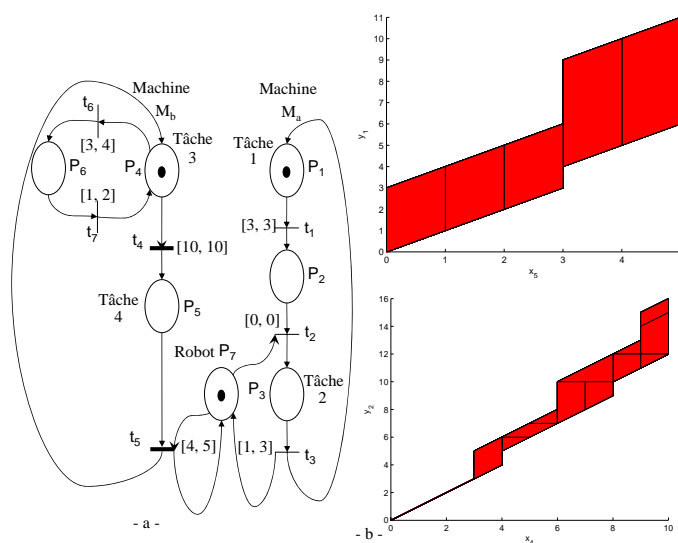 Machine
M_b
Machine
M_a
t_6
[3, 4]
P_6
P_4
Tâche
3
[1, 2]
t_7
t_4
[10, 10]
Tâche
4
P_5
Tâche
1
P_1
[3, 3]
t_1
P_2
[0, 0]
t_2
Robot P_7
P_3
Tâche
2
t_5
[4, 5]
[1, 3]
t_3
- a -
11
10
9
8
7
6
5
4
3
2
1
0
y_1
0
1
2
3
4
x_5
16
14
12
10
8
6
4
2
0
y_2
0
2
4
6
8
10
x_4
- b -